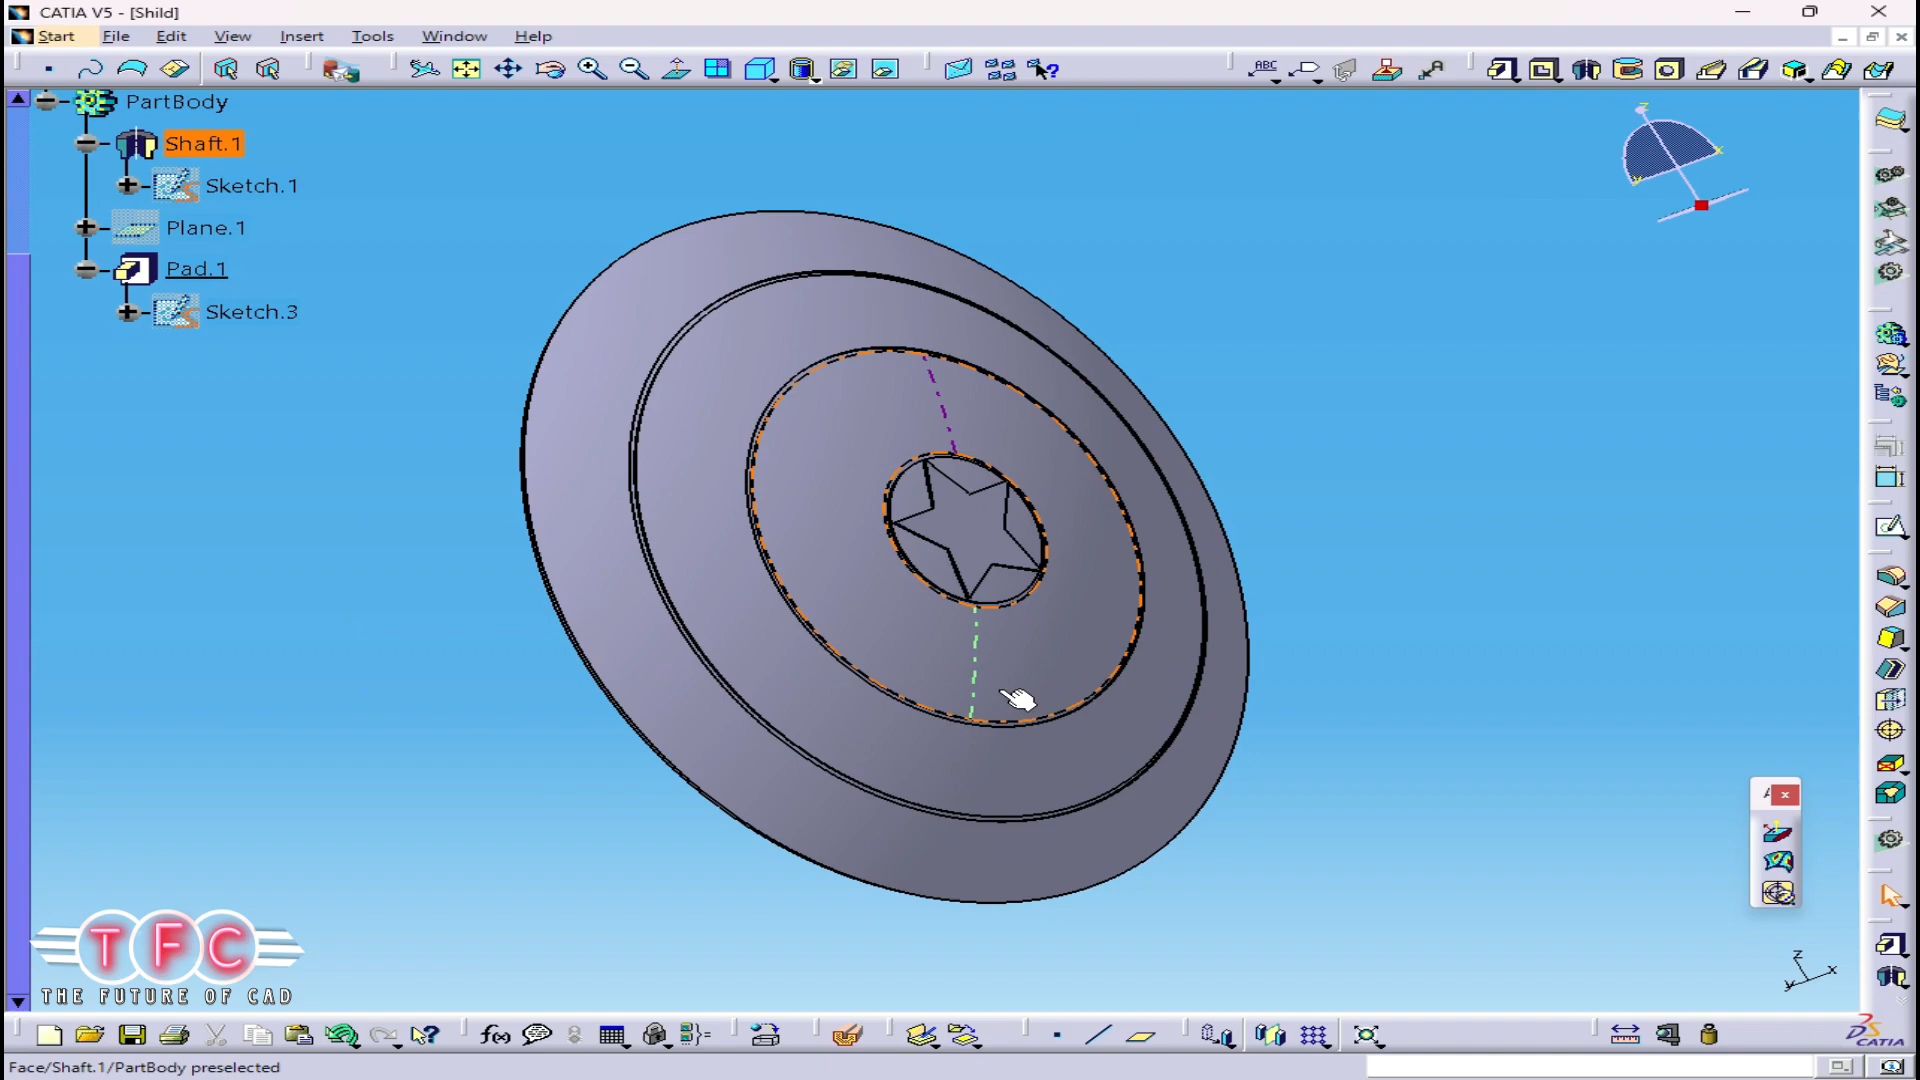 CATIA V5 - [Shild]
Start File Edit View Insert Tools Window Help
ABC
PartBody
Shaft.1
Sketch.1
Plane.1
Pad.1
Sketch.3
z
x
y
z
x
y
TFC
THE FUTURE OF CAD
f(x)
CATIA
Face/Shaft.1/PartBody preselected